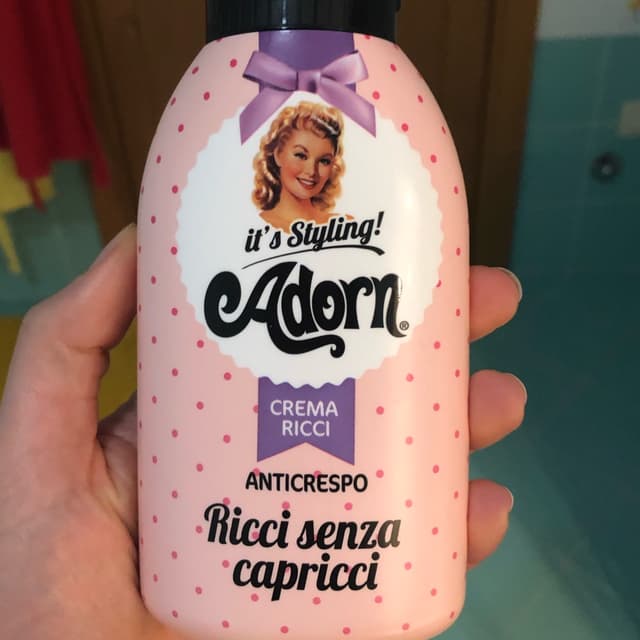 it's Styling!
Adorn®
CREMA
RICCI
ANTICRESPO
Ricci senza
capricci